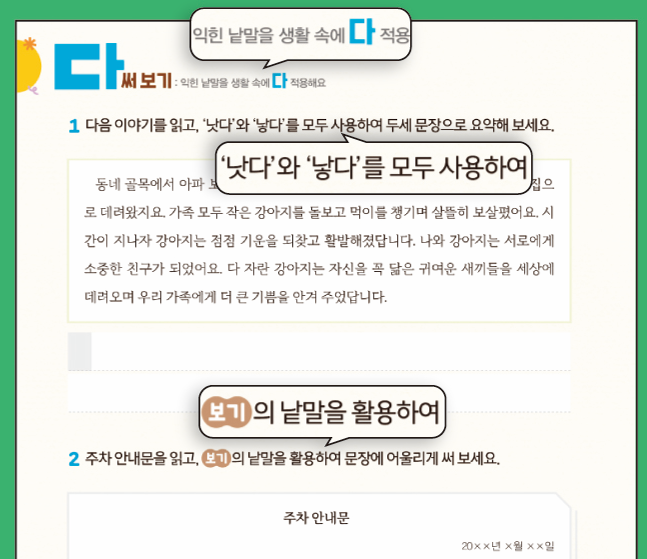 익힌 낱말을 생활 속에 다 적용
다 써 보기 : 익힌 낱말을 생활 속에 다 적용해요
1 다음 이야기를 읽고, ‘낫다’와 ‘낳다’를 모두 사용하여 두세 문장으로 요약해 보세요.
‘낫다’와 ‘낳다’를 모두 사용하여
동네 골목에서 아파 집으
로 데려왔지요. 가족 모두 작은 강아지를 돌보고 먹이를 챙기며 살뜰히 보살폈어요. 시
간이 지나자 강아지는 점점 기운을 되찾고 활발해졌답니다. 나와 강아지는 서로에게
소중한 친구가 되었어요. 다 자란 강아지는 자신을 꼭 닮은 귀여운 새끼들을 세상에
데려오며 우리 가족에게 더 큰 기쁨을 안겨 주었답니다.
보기의 낱말을 활용하여
2 주차 안내문을 읽고, 보기의 낱말을 활용하여 문장에 어울리게 써 보세요.
주차 안내문
20××년 ×월 ××일